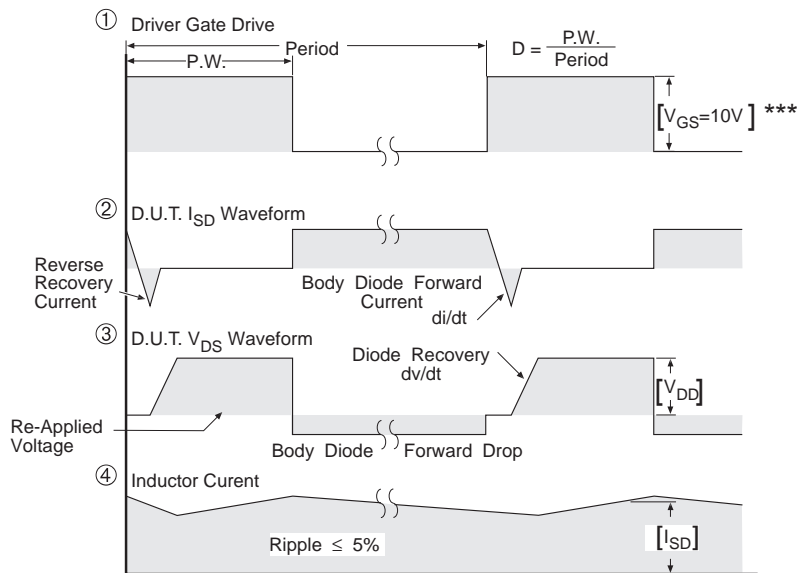 ① Driver Gate Drive
P.W.
Period
D = P.W.
Period
[VGS=10V] ***
② D.U.T. ISD Waveform
Reverse
Recovery
Current
Body Diode Forward
Current
di/dt
③ D.U.T. VDS Waveform
Diode Recovery
dv/dt
[VDD]
Re-Applied
Voltage
Body Diode Forward Drop
④ Inductor Curent
Ripple ≤ 5%
[ISD]